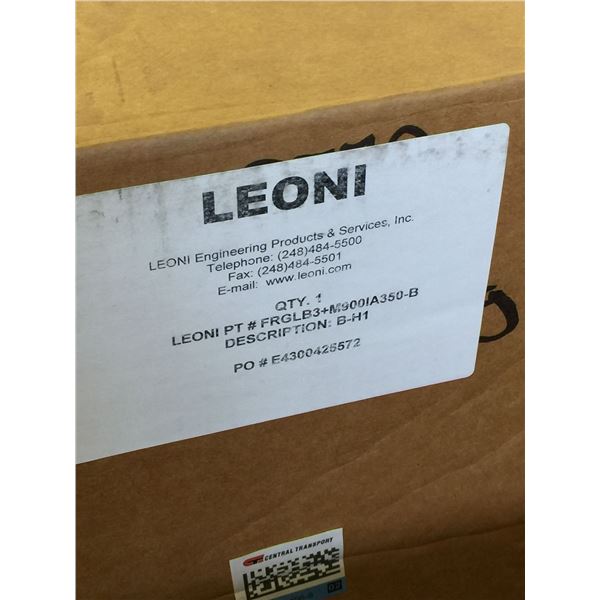 LEONI
LEONI Engineering Products & Services, Inc.
Telephone: (248)484-5500
Fax: (248)484-5501
E-mail: www.leoni.com
QTY. 1
LEONI PT # FRGLB3+M900IA350-B
DESCRIPTION: B-H1
PO # E4300425572
CENTRAL TRANSPORT